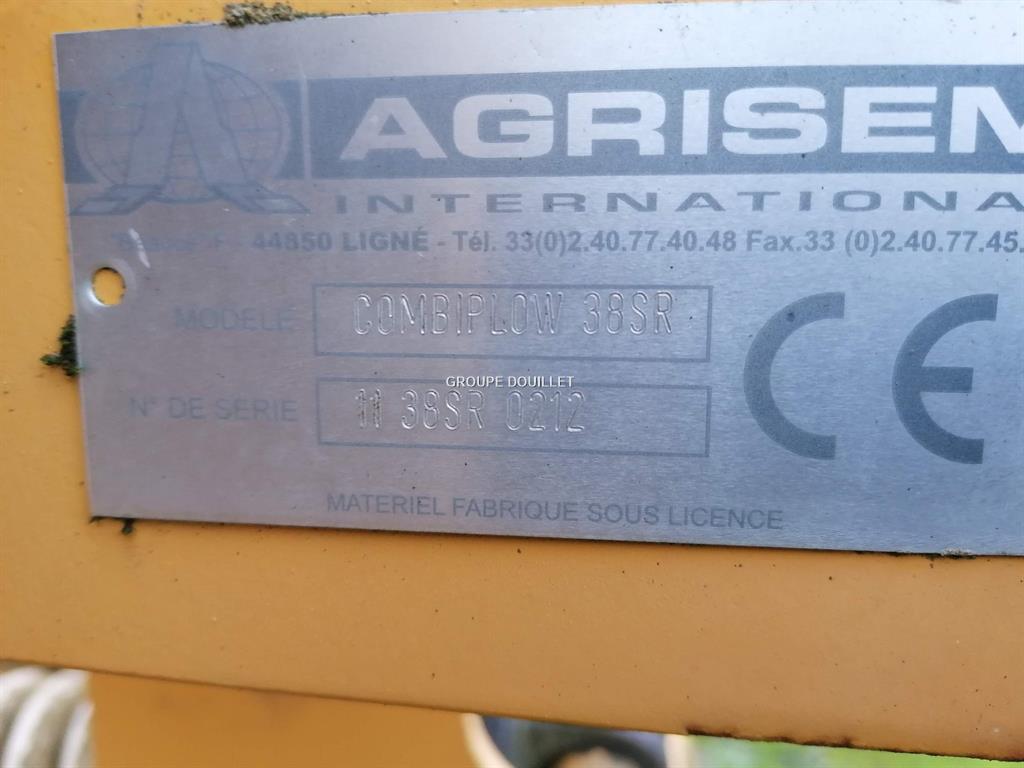 AGRISEM
INTERNATIONA
44850 LIGNÉ - Tél. 33(0)2.40.77.40.48 Fax.33 (0)2.40.77.45.
MODELE COMBIPLOW 38SR
GROUPE DOUILLET
N° DE SERIE 11 38SR 0212
CE
MATERIEL FABRIQUE SOUS LICENCE